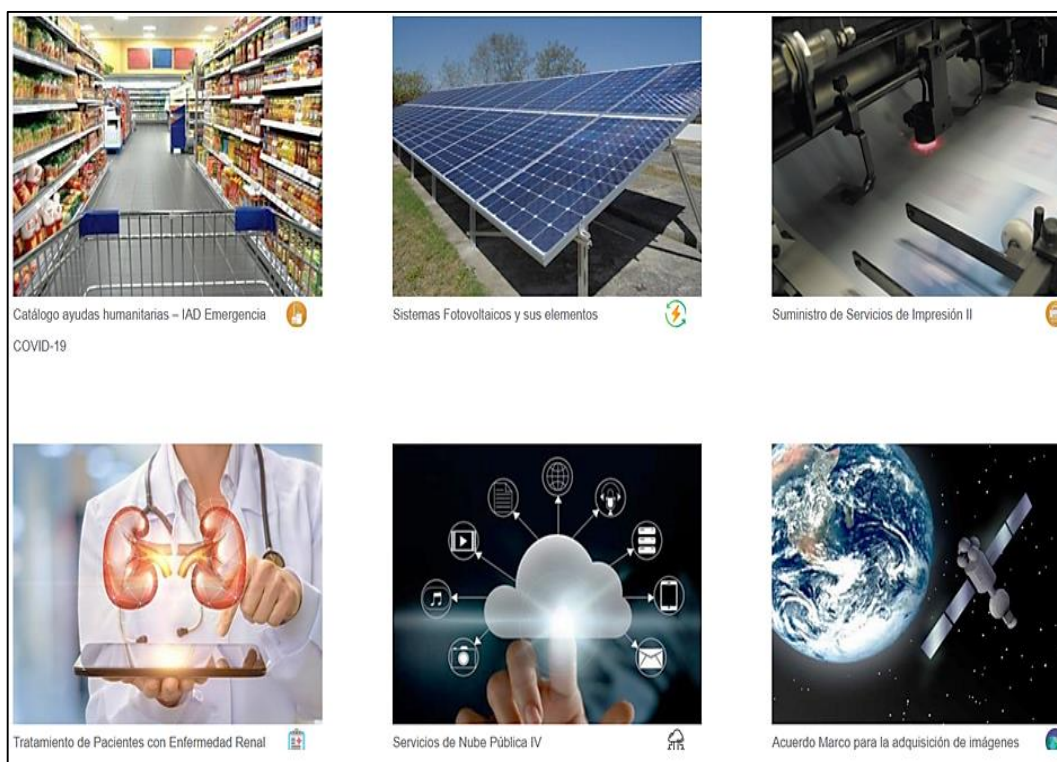 Catálogo ayudas humanitarias – IAD Emergencia
COVID-19
Sistemas Fotovoltaicos y sus elementos
Suministro de Servicios de Impresión II
Tratamiento de Pacientes con Enfermedad Renal
Servicios de Nube Pública IV
Acuerdo Marco para la adquisición de imágenes